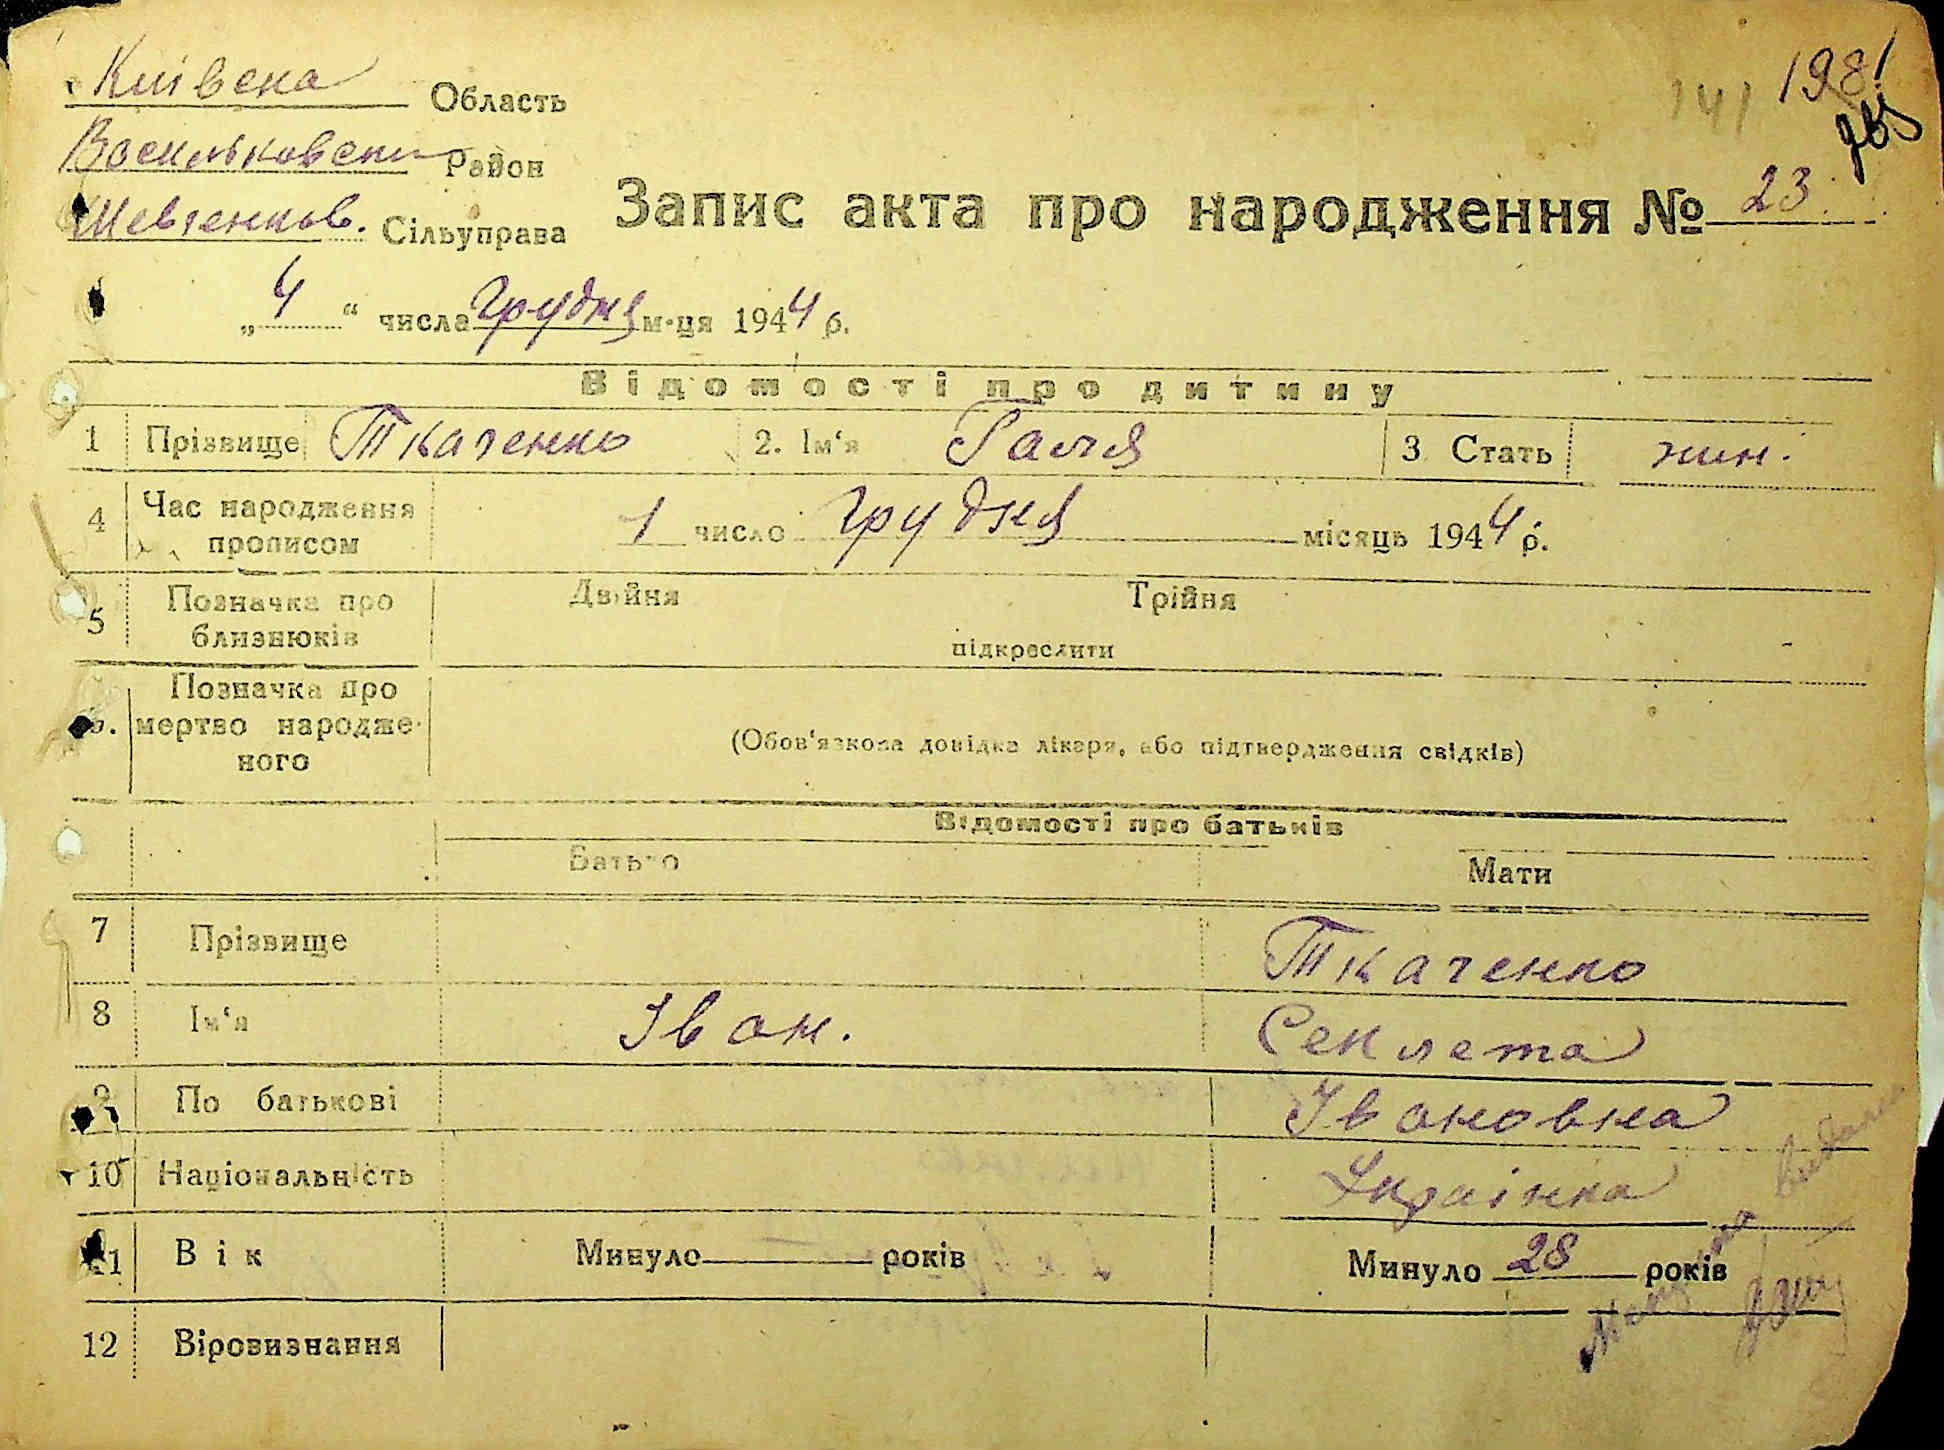 Київска Область
Васильковски Район
Шевченков. Сільуправа
141 1981
Запис акта про народження № 23
„ 4 “ числа грудня м-ця 1944 р.
Відомості про дитину
1 Прізвище Ткаченко 2. Ім‘я Галя 3 Стать жін.
4 Час народження прописом 1 число грудня місяць 1944 р.
5 Позначка про близнюків Двійня Трійня
підкреслити
6. Позначка про мертво народженого (Обов‘язкова довідка лікаря, або підтвердження свідків)
Відомості про батьків
Батько Мати
7 Прізвище Ткаченко
8 Ім‘я Іван. Секлета
9 По батькові Івановна
10 Національність Українка
11 Вік Минуло років Минуло 28 років
12 Віровизнання